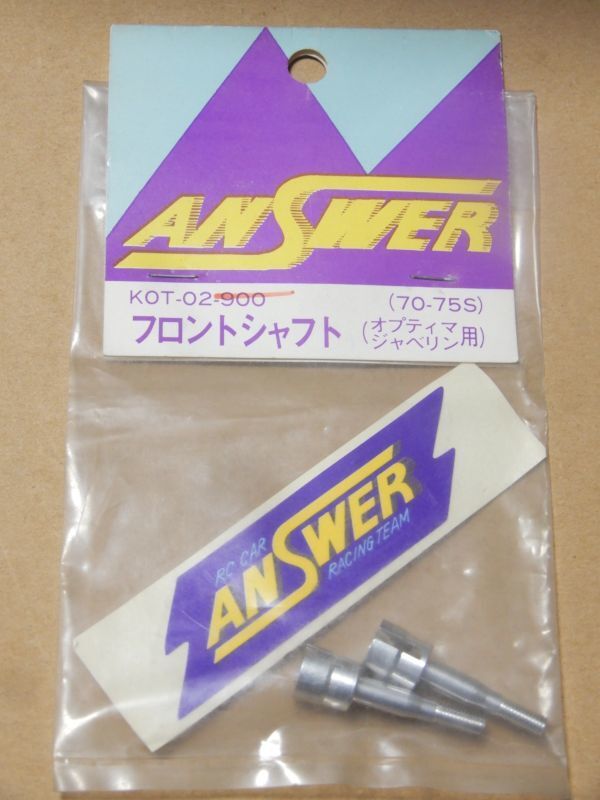 ANSWER
KOT-02-900 (70-75S)
フロントシャフト (オプティマ
ジャベリン用)
RC CAR
ANSWER
RACING TEAM